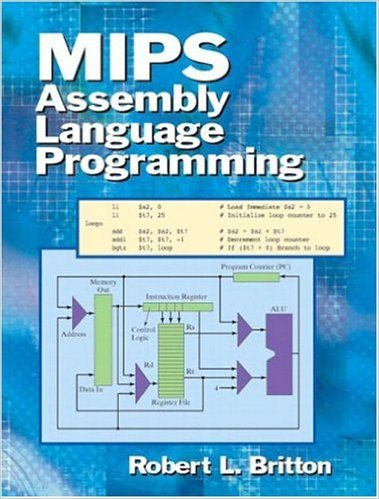 MIPS
Assembly
Language
Programming
li $a2, 0 # Load Immediate $a2 = 0
li $t7, 25 # Initialize loop counter to 25
loops
add $a2, $a2, $t7 # $a2 = $a2 + $t7
addi $t7, $t7, -1 # Decrement loop counter
bgtz $t7, loop # If ($t7 > 0) Branch to loop
Program Counter (PC)
Memory
Out
Instruction Register
ALU
Address
Control
Logic
Rs
Rd
Rt
4
Data In
Register File
Robert L. Britton